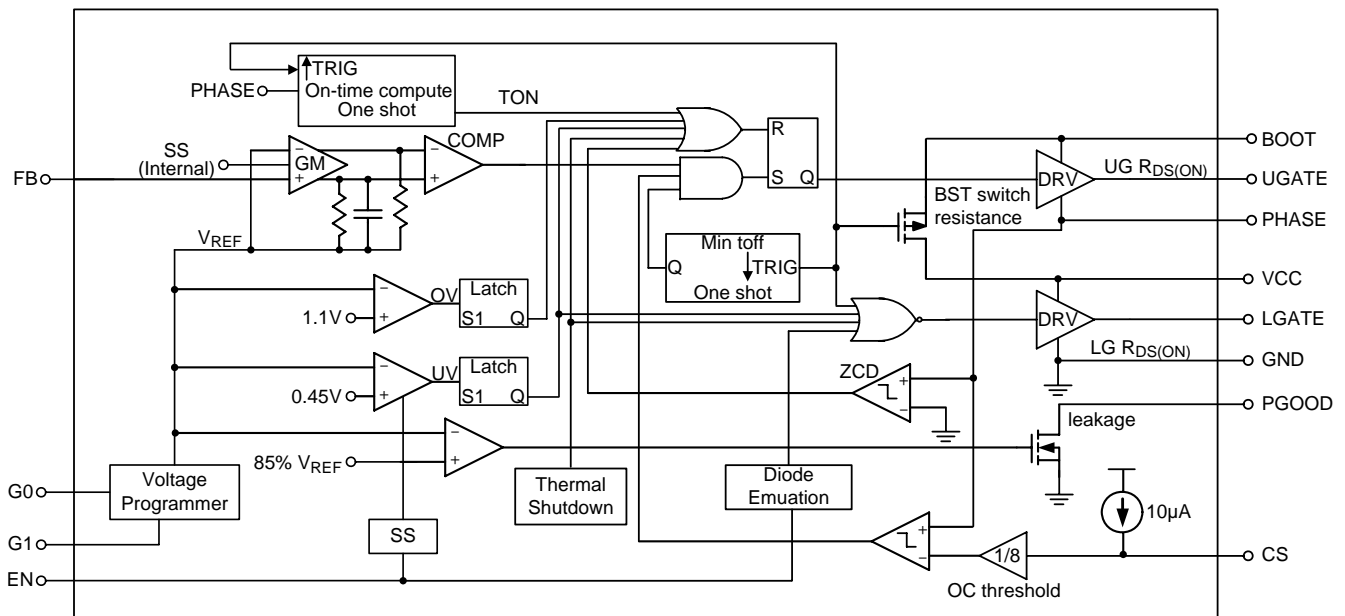 TRIG
PHASE
On-time compute
One shot
TON
R
S
Q
SS
(Internal)
GM
COMP
FB
VREF
BOOT
DRV
UG RDS(ON)
UGATE
BST switch
resistance
PHASE
Min toff
Q
TRIG
One shot
VCC
OV
Latch
S1
Q
1.1V
DRV
LGATE
LG RDS(ON)
GND
UV
Latch
S1
Q
0.45V
ZCD
PGOOD
leakage
85% VREF
Voltage
Programmer
G0
G1
Thermal
Shutdown
Diode
Emuation
SS
10µA
1/8
OC threshold
CS
EN
+
−
+
−
+
−
+
−
+
−
+
−
+
−